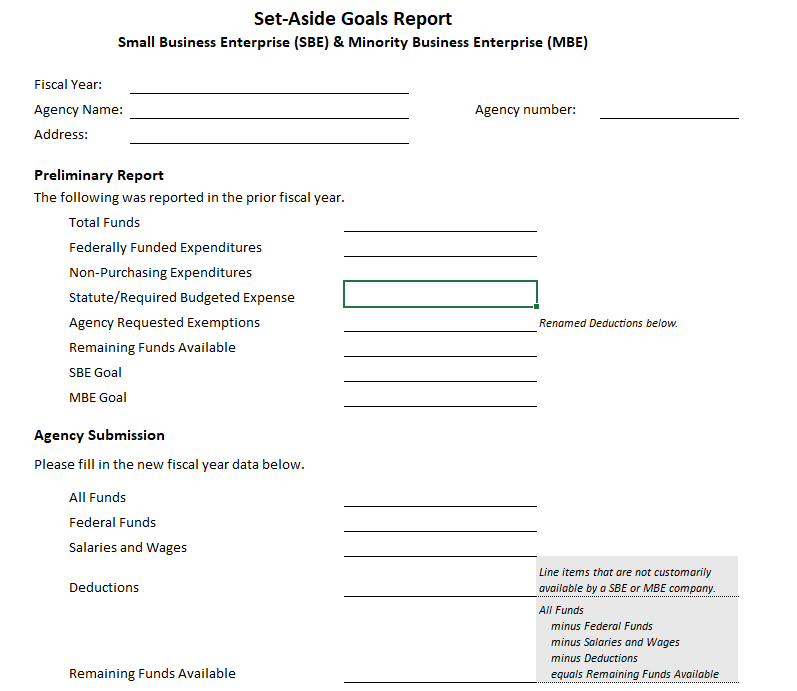 Set-Aside Goals Report
Small Business Enterprise (SBE) & Minority Business Enterprise (MBE)
Fiscal Year:
Agency Name: Agency number:
Address:
Preliminary Report
The following was reported in the prior fiscal year.
Total Funds
Federally Funded Expenditures
Non-Purchasing Expenditures
Statute/Required Budgeted Expense
Agency Requested Exemptions Renamed Deductions below.
Remaining Funds Available
SBE Goal
MBE Goal
Agency Submission
Please fill in the new fiscal year data below.
All Funds
Federal Funds
Salaries and Wages
Line items that are not customarily
Deductions available by a SBE or MBE company.
All Funds
minus Federal Funds
minus Salaries and Wages
minus Deductions
Remaining Funds Available equals Remaining Funds Available